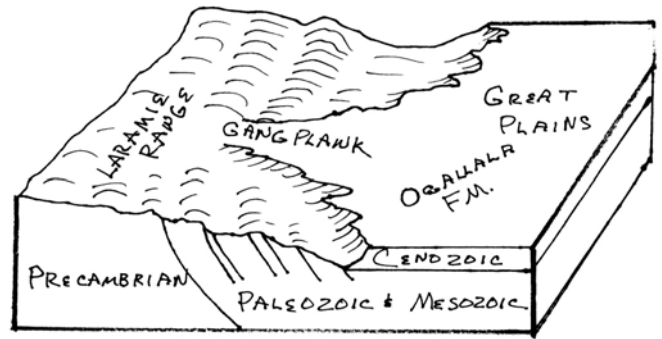 LARAMIE
RANGE
GANGPLANK
GREAT
PLAINS
OGALLALA
FM.
CENOZOIC
PRECAMBRIAN
PALEOZOIC & MESOZOIC